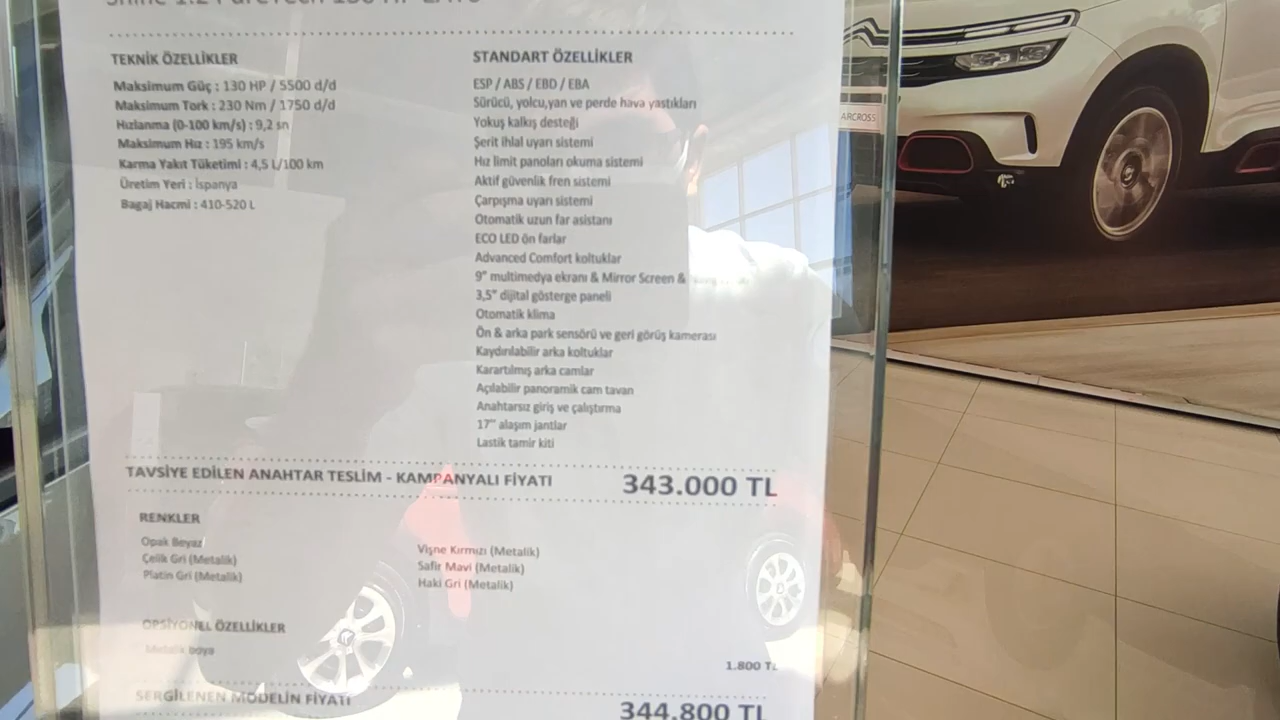 Shine 1.2 PureTech 130 HP EAT8
TEKNİK ÖZELLİKLER
Maksimum Güç : 130 HP / 5500 d/d
Maksimum Tork : 230 Nm / 1750 d/d
Hızlanma (0-100 km/s) : 9,2 sn
Maksimum Hız : 195 km/s
Karma Yakıt Tüketimi : 4,5 L/100 km
Üretim Yeri : İspanya
Bagaj Hacmi : 410-520 L
STANDART ÖZELLİKLER
ESP / ABS / EBD / EBA
Sürücü, yolcu,yan ve perde hava yastıkları
Yokuş kalkış desteği
Şerit ihlal uyarı sistemi
Hız limit panoları okuma sistemi
Aktif güvenlik fren sistemi
Çarpışma uyarı sistemi
Otomatik uzun far asistanı
ECO LED ön farlar
Advanced Comfort koltuklar
9" multimedya ekranı & Mirror Screen &
3,5" dijital gösterge paneli
Otomatik klima
Ön & arka park sensörü ve geri görüş kamerası
Kaydırılabilir arka koltuklar
Karartılmış arka camlar
Açılabilir panoramik cam tavan
Anahtarsız giriş ve çalıştırma
17" alaşım jantlar
Lastik tamir kiti
TAVSİYE EDİLEN ANAHTAR TESLİM - KAMPANYALI FİYATI 343.000 TL
RENKLER
Opak Beyaz
Çelik Gri (Metalik)
Platin Gri (Metalik)
Vişne Kırmızı (Metalik)
Safir Mavi (Metalik)
Haki Gri (Metalik)
OPSİYONEL ÖZELLİKLER
Metalik boya 1.800 TL
SERGİLENEN MODELİN FİYATI 344.800 TL
AIRCROSS